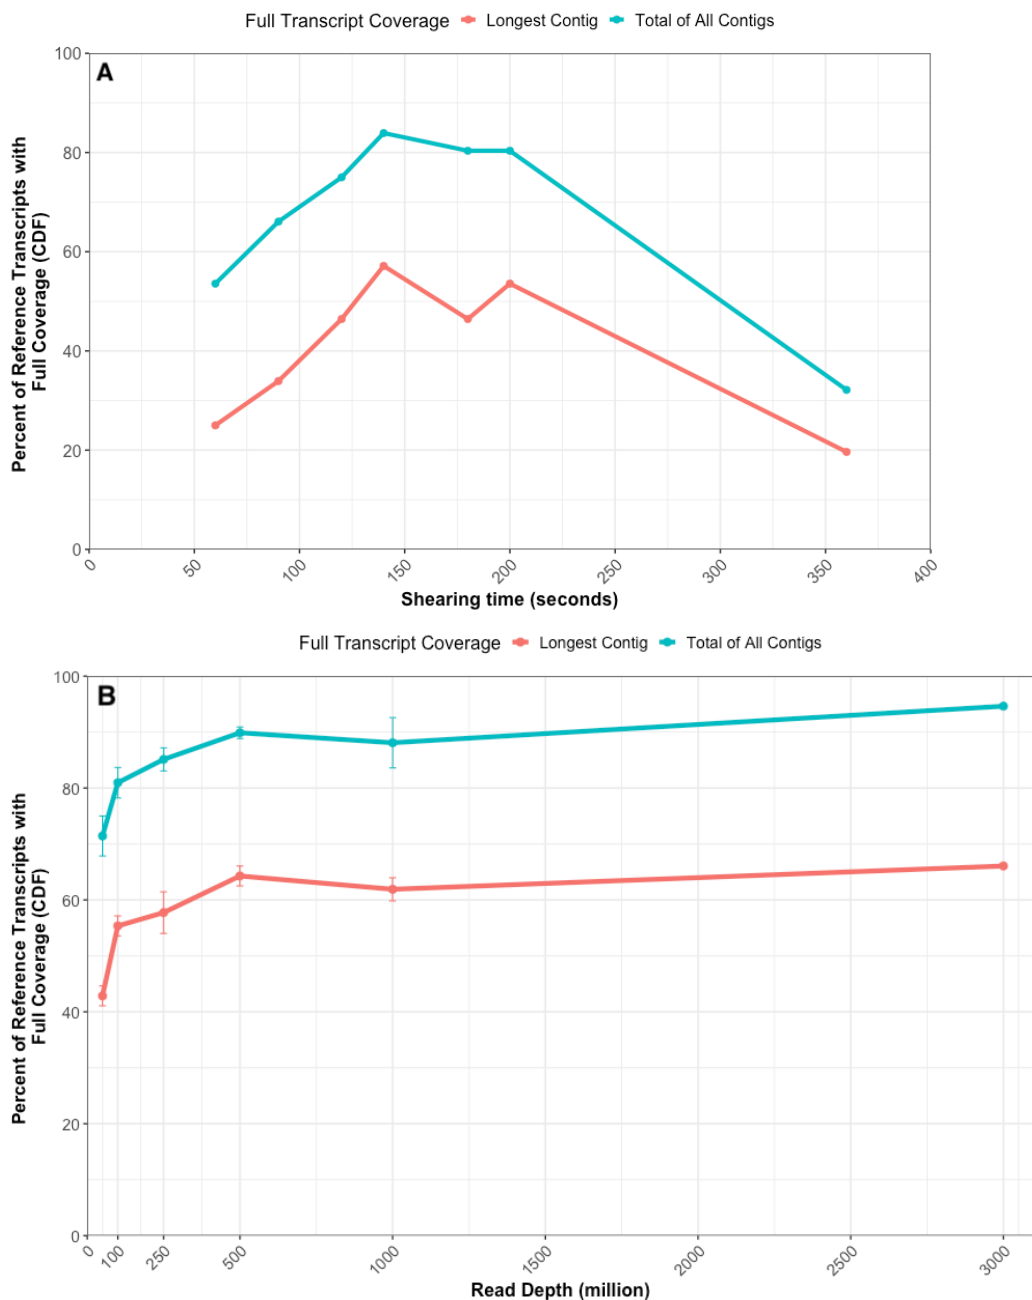 Full Transcript Coverage Longest Contig Total of All Contigs
A
Percent of Reference Transcripts with
Full Coverage (CDF)
100
80
60
40
20
0
0 50 100 150 200 250 300 350 400
Shearing time (seconds)
Full Transcript Coverage Longest Contig Total of All Contigs
B
Percent of Reference Transcripts with
Full Coverage (CDF)
100
80
60
40
20
0
0 100 250 500 1000 1500 2000 2500 3000
Read Depth (million)